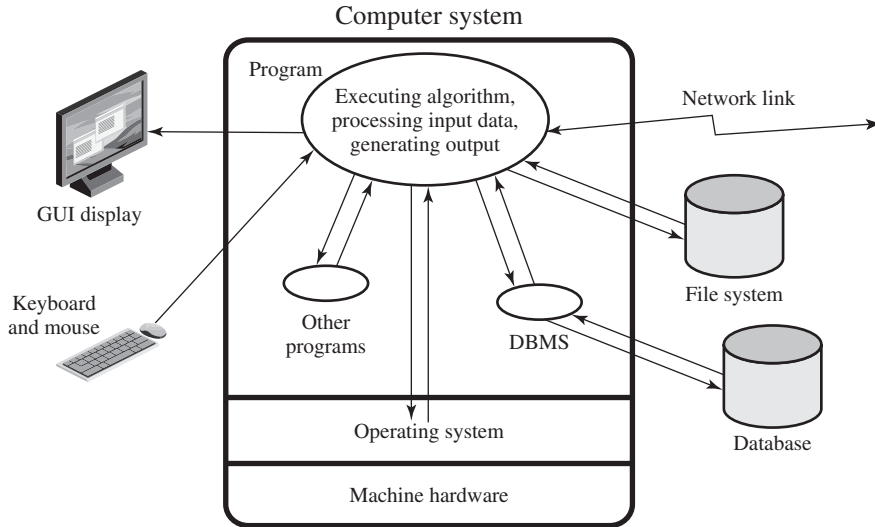 Computer system
Program
Executing algorithm,
processing input data,
generating output
Network link
GUI display
File system
Keyboard
and mouse
Other
programs
DBMS
Database
Operating system
Machine hardware